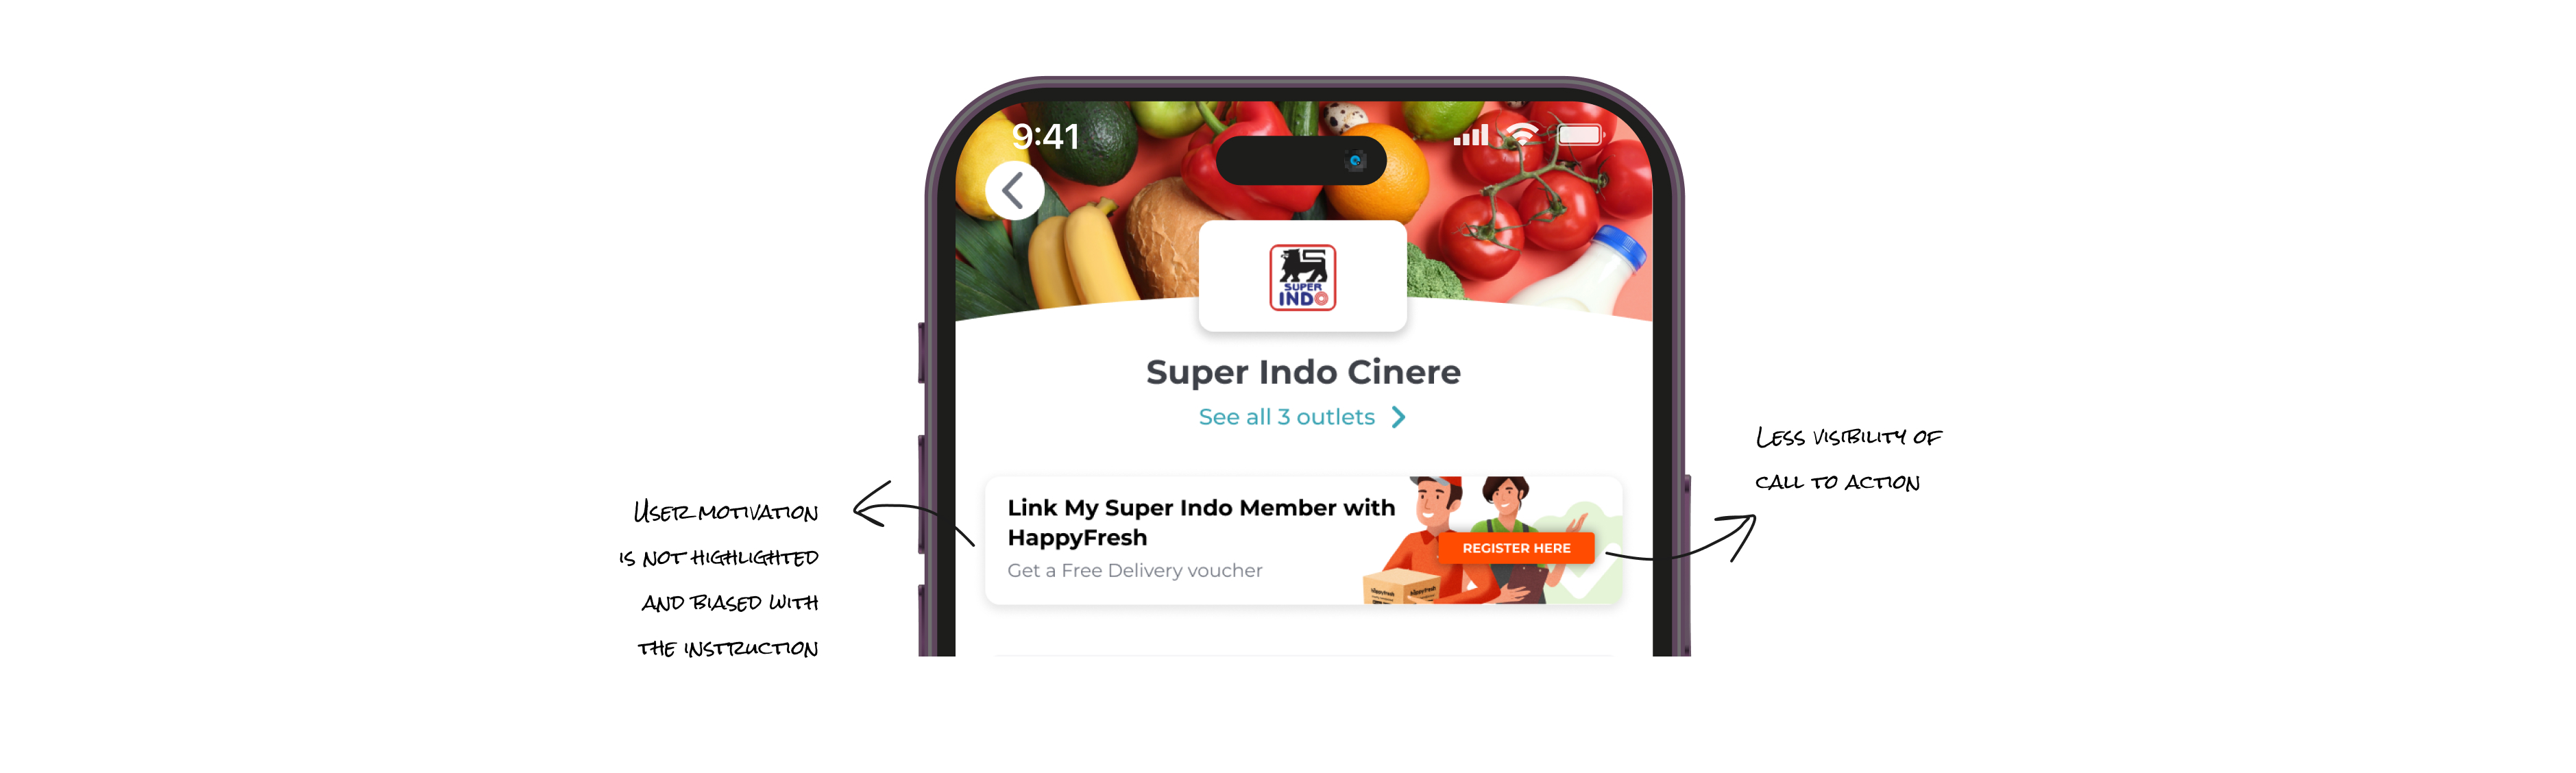 9:41
SUPER
INDO
Super Indo Cinere
See all 3 outlets
Link My Super Indo Member with
HappyFresh
Get a Free Delivery voucher
REGISTER HERE
happyfresh
happyfresh
User motivation
is not highlighted
and biased with
the instruction
Less visibility of
call to action